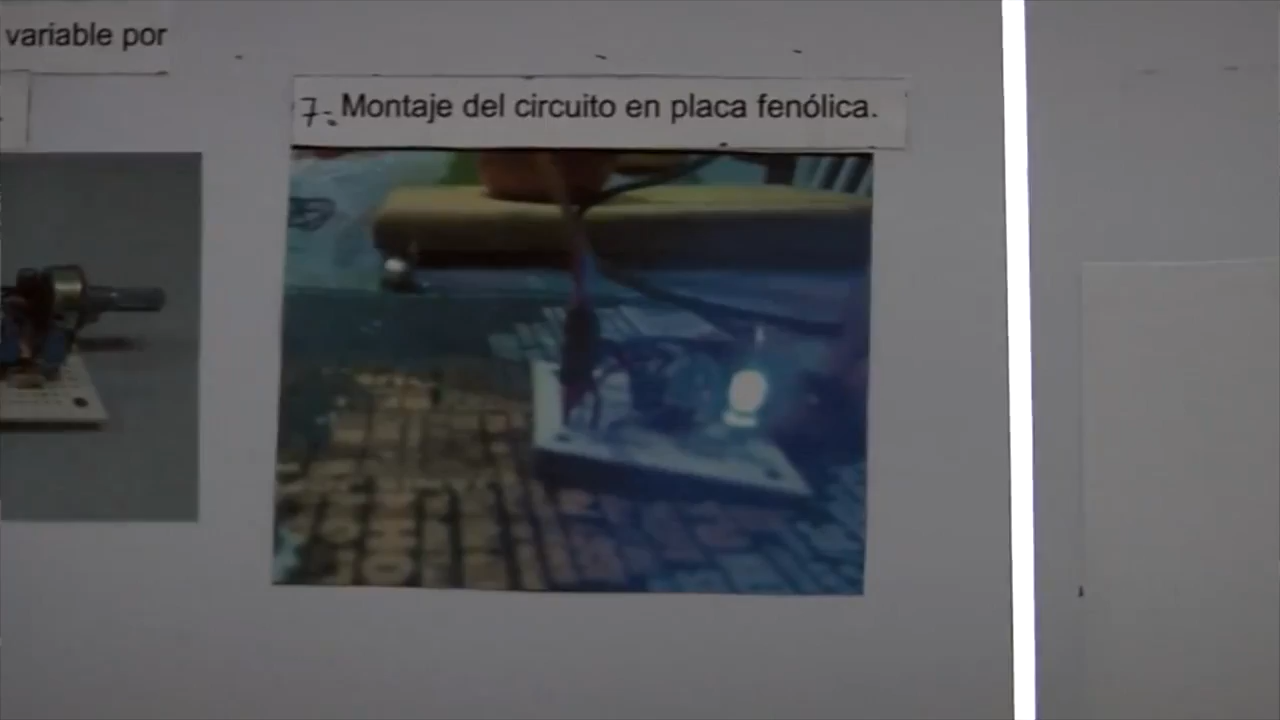 variable por
7-. Montaje del circuito en placa fenólica.